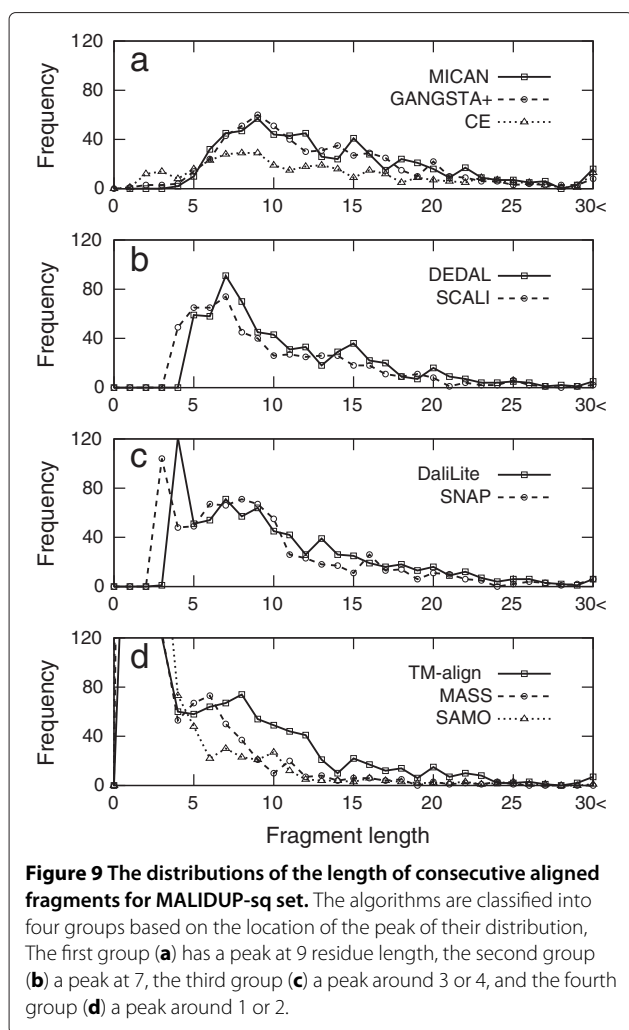 a
MICAN
GANGSTA+
CE
Frequency
120
80
40
0
0 5 10 15 20 25 30<
b
DEDAL
SCALI
Frequency
120
80
40
0
0 5 10 15 20 25 30<
c
DaliLite
SNAP
Frequency
120
80
40
0
0 5 10 15 20 25 30<
d
TM-align
MASS
SAMO
Frequency
120
80
40
0
0 5 10 15 20 25 30<
Fragment length
Figure 9 The distributions of the length of consecutive aligned
fragments for MALIDUP-sq set. The algorithms are classified into
four groups based on the location of the peak of their distribution,
The first group (a) has a peak at 9 residue length, the second group
(b) a peak at 7, the third group (c) a peak around 3 or 4, and the fourth
group (d) a peak around 1 or 2.